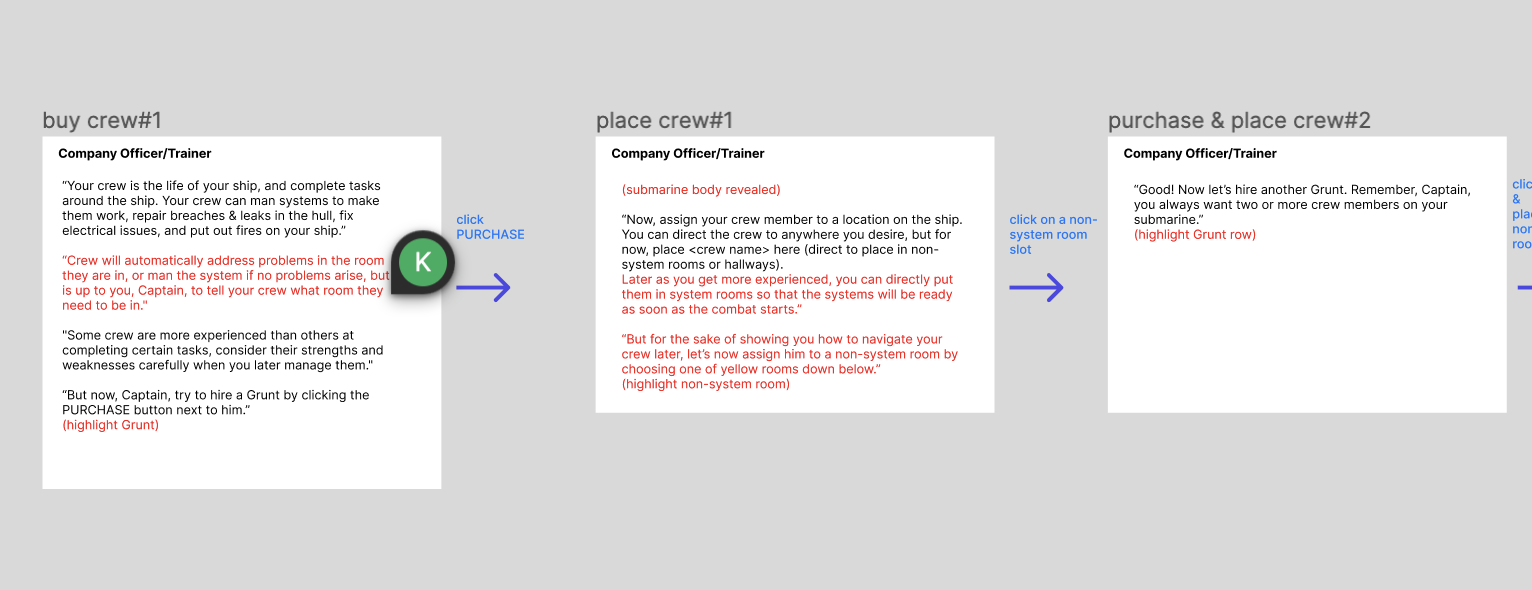 buy crew#1
Company Officer/Trainer
“Your crew is the life of your ship, and complete tasks
around the ship. Your crew can man systems to make
them work, repair breaches & leaks in the hull, fix
electrical issues, and put out fires on your ship.”
“Crew will automatically address problems in the room
they are in, or man the system if no problems arise, but
is up to you, Captain, to tell your crew what room they
need to be in."
"Some crew are more experienced than others at
completing certain tasks, consider their strengths and
weaknesses carefully when you later manage them."
“But now, Captain, try to hire a Grunt by clicking the
PURCHASE button next to him.”
(highlight Grunt)
K
click
PURCHASE
place crew#1
Company Officer/Trainer
(submarine body revealed)
“Now, assign your crew member to a location on the ship.
You can direct the crew to anywhere you desire, but for
now, place <crew name> here (direct to place in non-
system rooms or hallways).
Later as you get more experienced, you can directly put
them in system rooms so that the systems will be ready
as soon as the combat starts.”
“But for the sake of showing you how to navigate your
crew later, let’s now assign him to a non-system room by
choosing one of yellow rooms down below.”
(highlight non-system room)
click on a non-
system room
slot
purchase & place crew#2
Company Officer/Trainer
“Good! Now let’s hire another Grunt. Remember, Captain,
you always want two or more crew members on your
submarine.”
(highlight Grunt row)
&